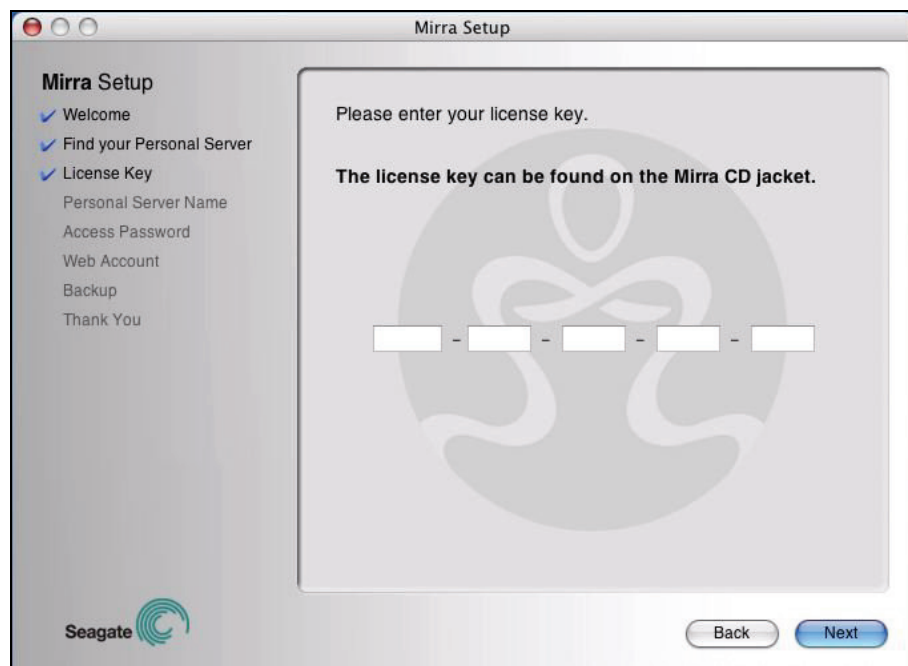 Mirra Setup
Mirra Setup
Welcome
Find your Personal Server
License Key
Personal Server Name
Access Password
Web Account
Backup
Thank You
Please enter your license key.
The license key can be found on the Mirra CD jacket.
- - - -
Seagate
Back
Next